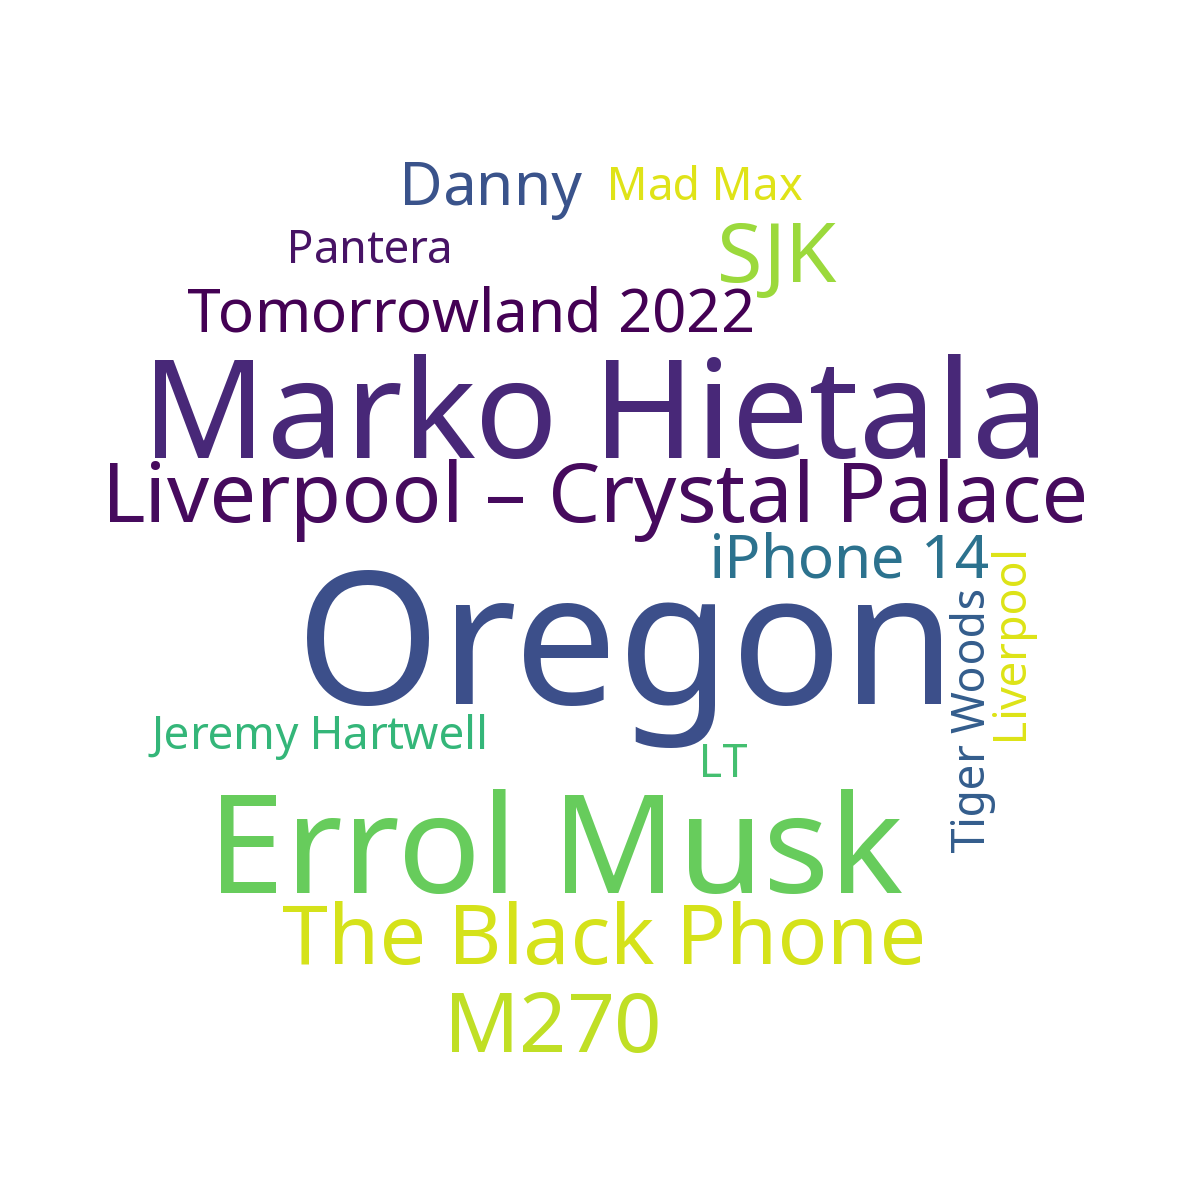 Danny
Mad Max
Pantera
SJK
Tomorrowland 2022
Marko Hietala
Liverpool – Crystal Palace
iPhone 14
Oregon
Tiger Woods
Liverpool
Jeremy Hartwell
LT
Errol Musk
The Black Phone
M270